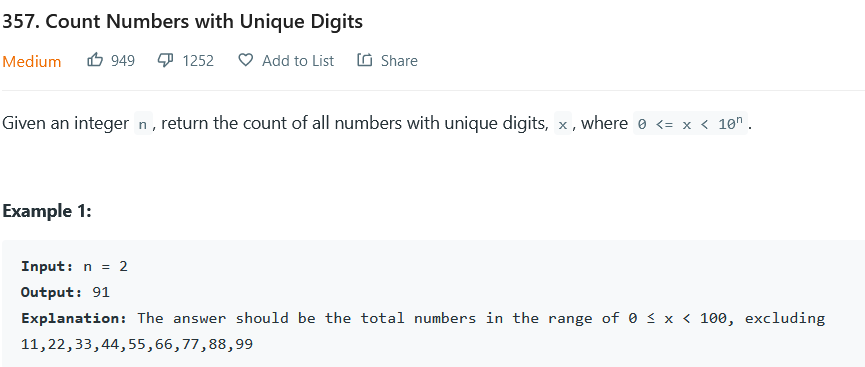 357. Count Numbers with Unique Digits
Medium 949 1252 Add to List Share
Given an integer n, return the count of all numbers with unique digits, x, where 0 <= x < 10ⁿ.
Example 1:
Input: n = 2
Output: 91
Explanation: The answer should be the total numbers in the range of 0 ≤ x < 100, excluding
11,22,33,44,55,66,77,88,99